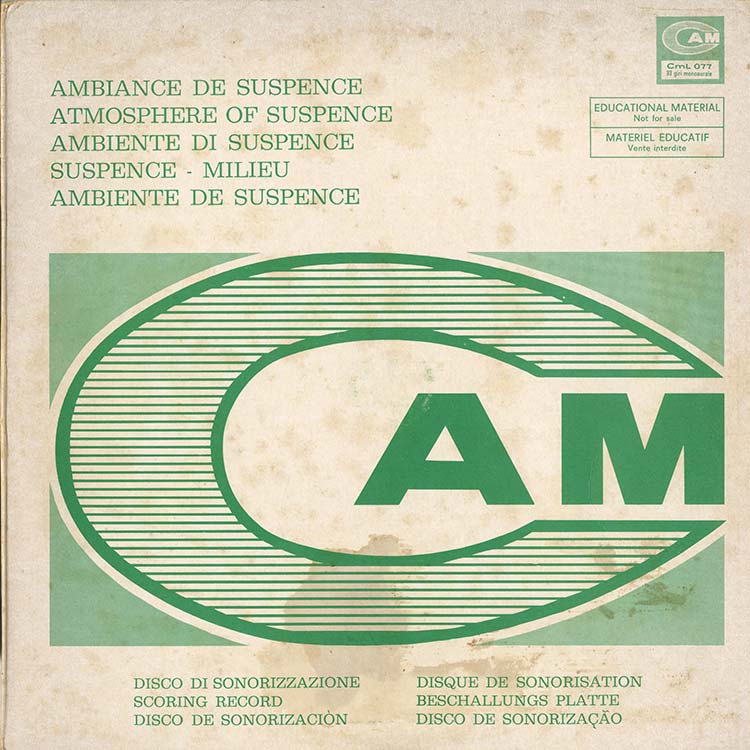 CAM
CmL 077
33 giri monoaurale
EDUCATIONAL MATERIAL
Not for sale
MATERIEL EDUCATIF
Vente interdite
AMBIANCE DE SUSPENCE
ATMOSPHERE OF SUSPENCE
AMBIENTE DI SUSPENCE
SUSPENCE - MILIEU
AMBIENTE DE SUSPENCE
CAM
DISCO DI SONORIZZAZIONE
SCORING RECORD
DISCO DE SONORIZACIÒN
DISQUE DE SONORISATION
BESCHALLUNGS PLATTE
DISCO DE SONORIZAÇÃO